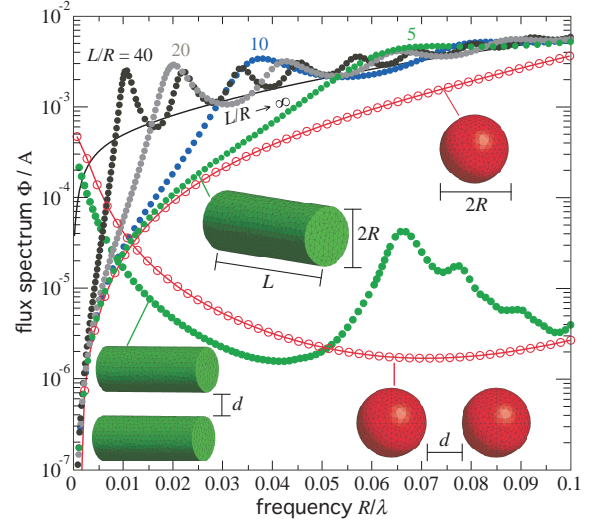 10⁻²
10⁻³
10⁻⁴
10⁻⁵
10⁻⁶
10⁻⁷
flux spectrum Φ / A
L/R = 40
20
10
5
L/R → ∞
2R
2R
L
d
d
0
0.01
0.02
0.03
0.04
0.05
0.06
0.07
0.08
0.09
0.1
frequency R/λ